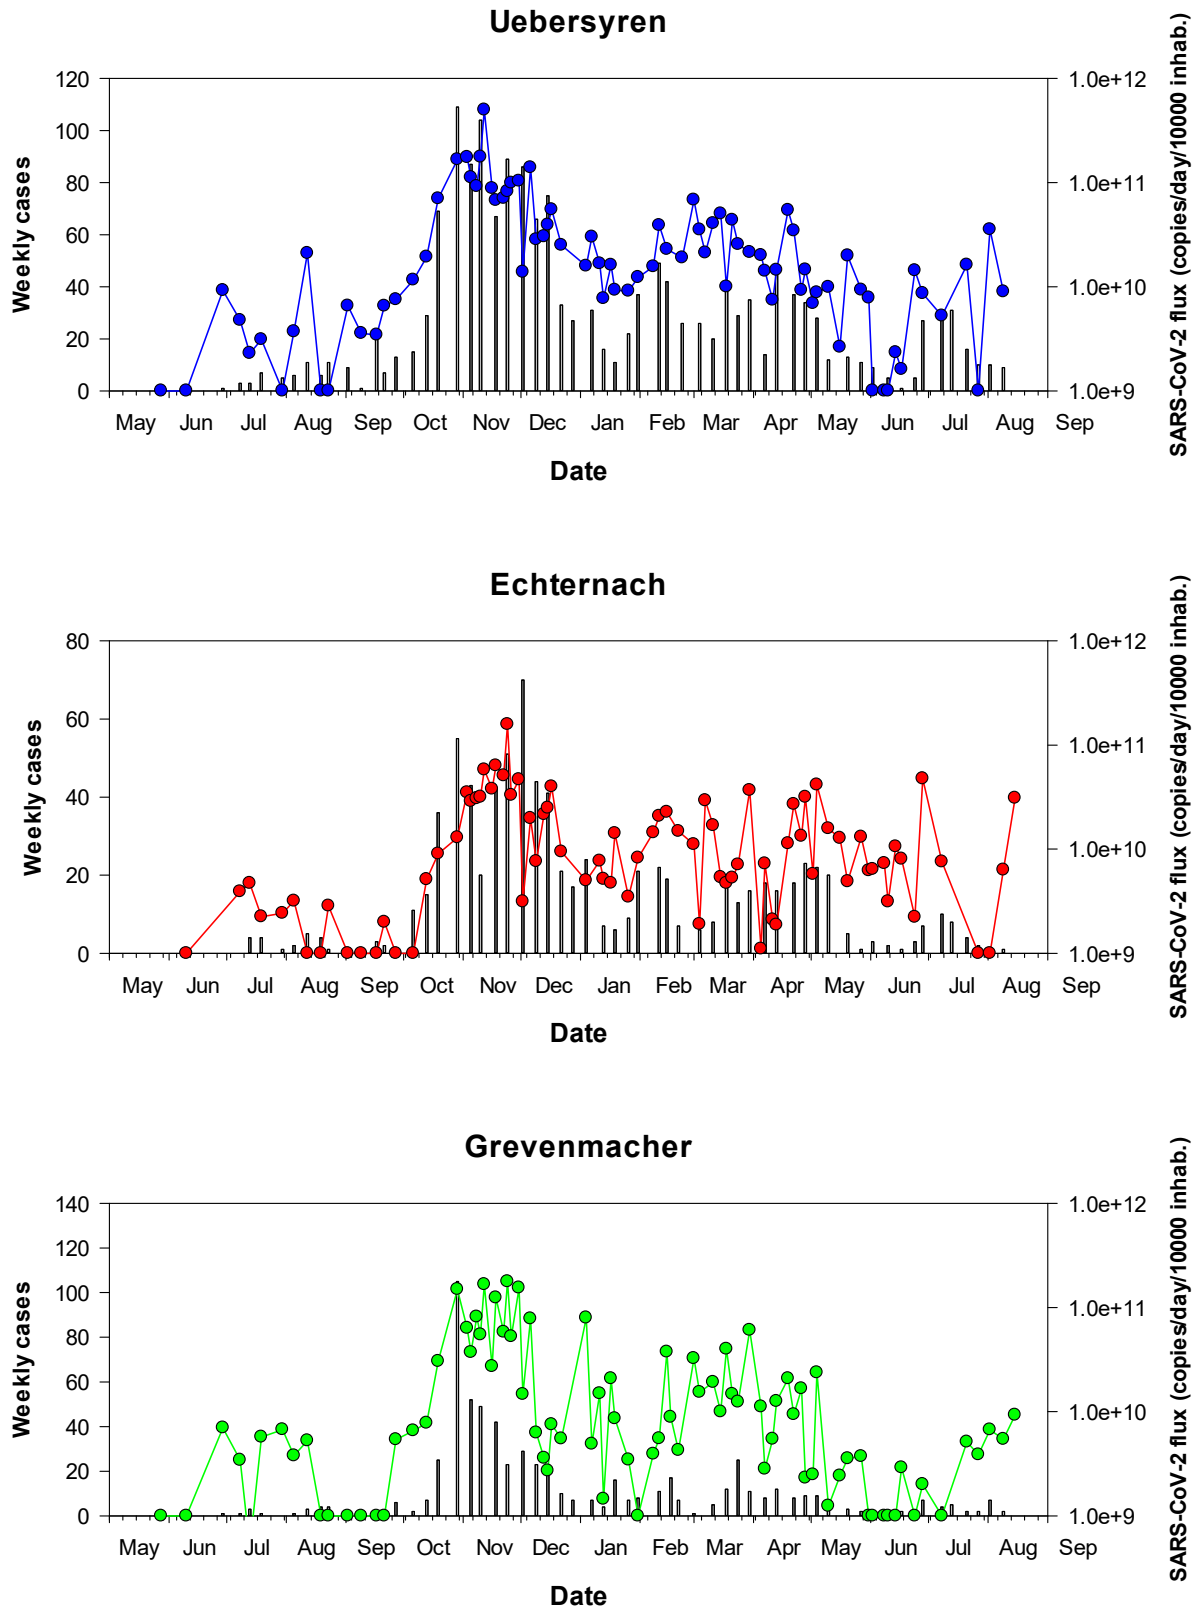 Uebersyren
120
100
80
60
40
20
0
Weekly cases
1.0e+12
1.0e+11
1.0e+10
1.0e+9
SARS-CoV-2 flux (copies/day/10000 inhab.)
May Jun Jul Aug Sep Oct Nov Dec Jan Feb Mar Apr May Jun Jul Aug Sep
Date
Echternach
80
60
40
20
0
Weekly cases
1.0e+12
1.0e+11
1.0e+10
1.0e+9
SARS-CoV-2 flux (copies/day/10000 inhab.)
May Jun Jul Aug Sep Oct Nov Dec Jan Feb Mar Apr May Jun Jul Aug Sep
Date
Grevenmacher
140
120
100
80
60
40
20
0
Weekly cases
1.0e+12
1.0e+11
1.0e+10
1.0e+9
SARS-CoV-2 flux (copies/day/10000 inhab.)
May Jun Jul Aug Sep Oct Nov Dec Jan Feb Mar Apr May Jun Jul Aug Sep
Date